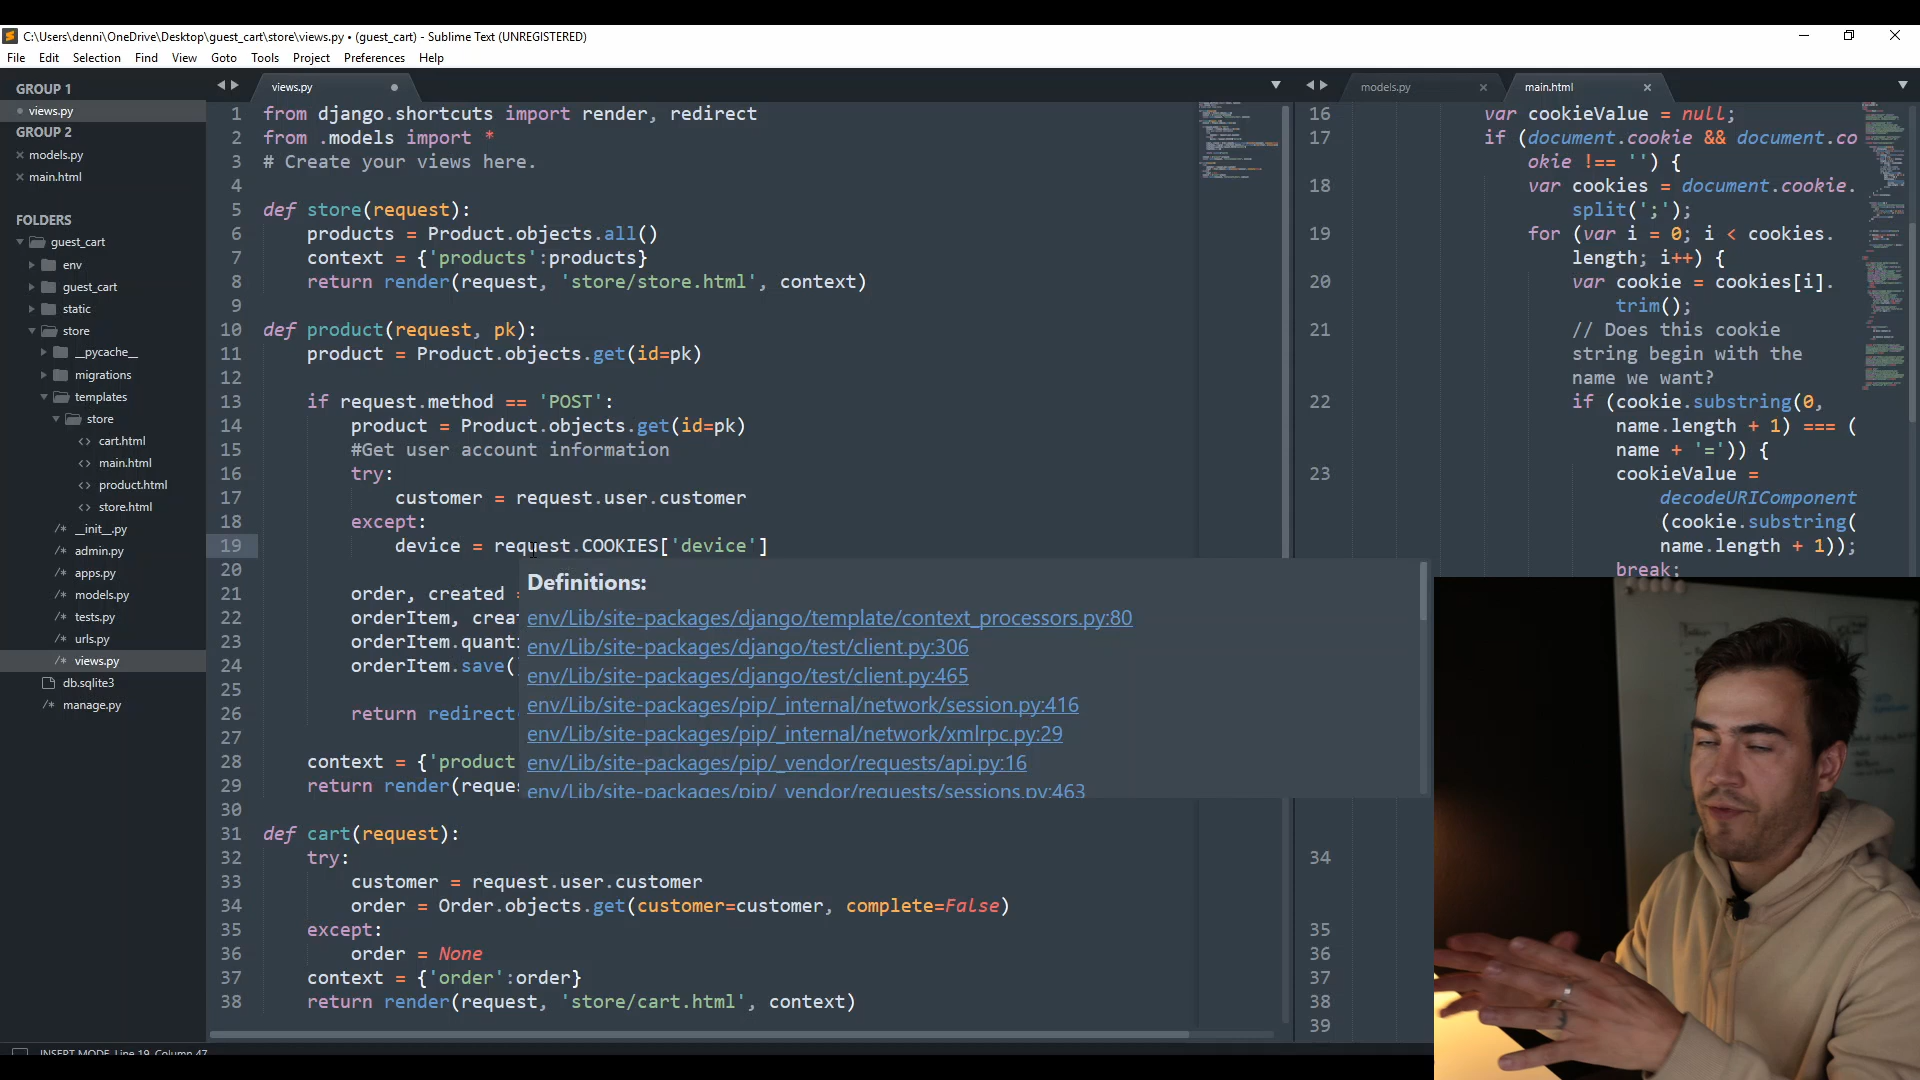 C:\Users\denni\OneDrive\Desktop\guest_cart\store\views.py • (guest_cart) - Sublime Text (UNREGISTERED)
File Edit Selection Find View Goto Tools Project Preferences Help
GROUP 1
views.py
GROUP 2
models.py
main.html
FOLDERS
guest_cart
env
guest_cart
static
store
__pycache__
migrations
templates
store
cart.html
main.html
product.html
store.html
__init__.py
admin.py
apps.py
models.py
tests.py
urls.py
views.py
db.sqlite3
manage.py
views.py
1 from django.shortcuts import render, redirect
2 from .models import *
3 # Create your views here.
4
5 def store(request):
6 products = Product.objects.all()
7 context = {'products':products}
8 return render(request, 'store/store.html', context)
9
10 def product(request, pk):
11 product = Product.objects.get(id=pk)
12
13 if request.method == 'POST':
14 product = Product.objects.get(id=pk)
15 #Get user account information
16 try:
17 customer = request.user.customer
18 except:
19 device = request.COOKIES['device']
20
21 order, created =
22 orderItem, crea
23 orderItem.quanti
24 orderItem.save(
25
26 return redirect
27
28 context = {'product
29 return render(reque
30
31 def cart(request):
32 try:
33 customer = request.user.customer
34 order = Order.objects.get(customer=customer, complete=False)
35 except:
36 order = None
37 context = {'order':order}
38 return render(request, 'store/cart.html', context)
Definitions:
env/Lib/site-packages/django/template/context_processors.py:80
env/Lib/site-packages/django/test/client.py:306
env/Lib/site-packages/django/test/client.py:465
env/Lib/site-packages/pip/_internal/network/session.py:416
env/Lib/site-packages/pip/_internal/network/xmlrpc.py:29
env/Lib/site-packages/pip/_vendor/requests/api.py:16
env/Lib/site-packages/pip/_vendor/requests/sessions.py:463
models.py main.html
16 var cookieValue = null;
17 if (document.cookie && document.co
okie !== '') {
18 var cookies = document.cookie.
split(';');
19 for (var i = 0; i < cookies.
length; i++) {
20 var cookie = cookies[i].
trim();
21 // Does this cookie
string begin with the
name we want?
22 if (cookie.substring(0,
name.length + 1) === (
name + '=')) {
23 cookieValue =
decodeURIComponent
(cookie.substring(
name.length + 1));
break;
34
35
36
37
38
39
INSERT MODE, Line 19, Column 47